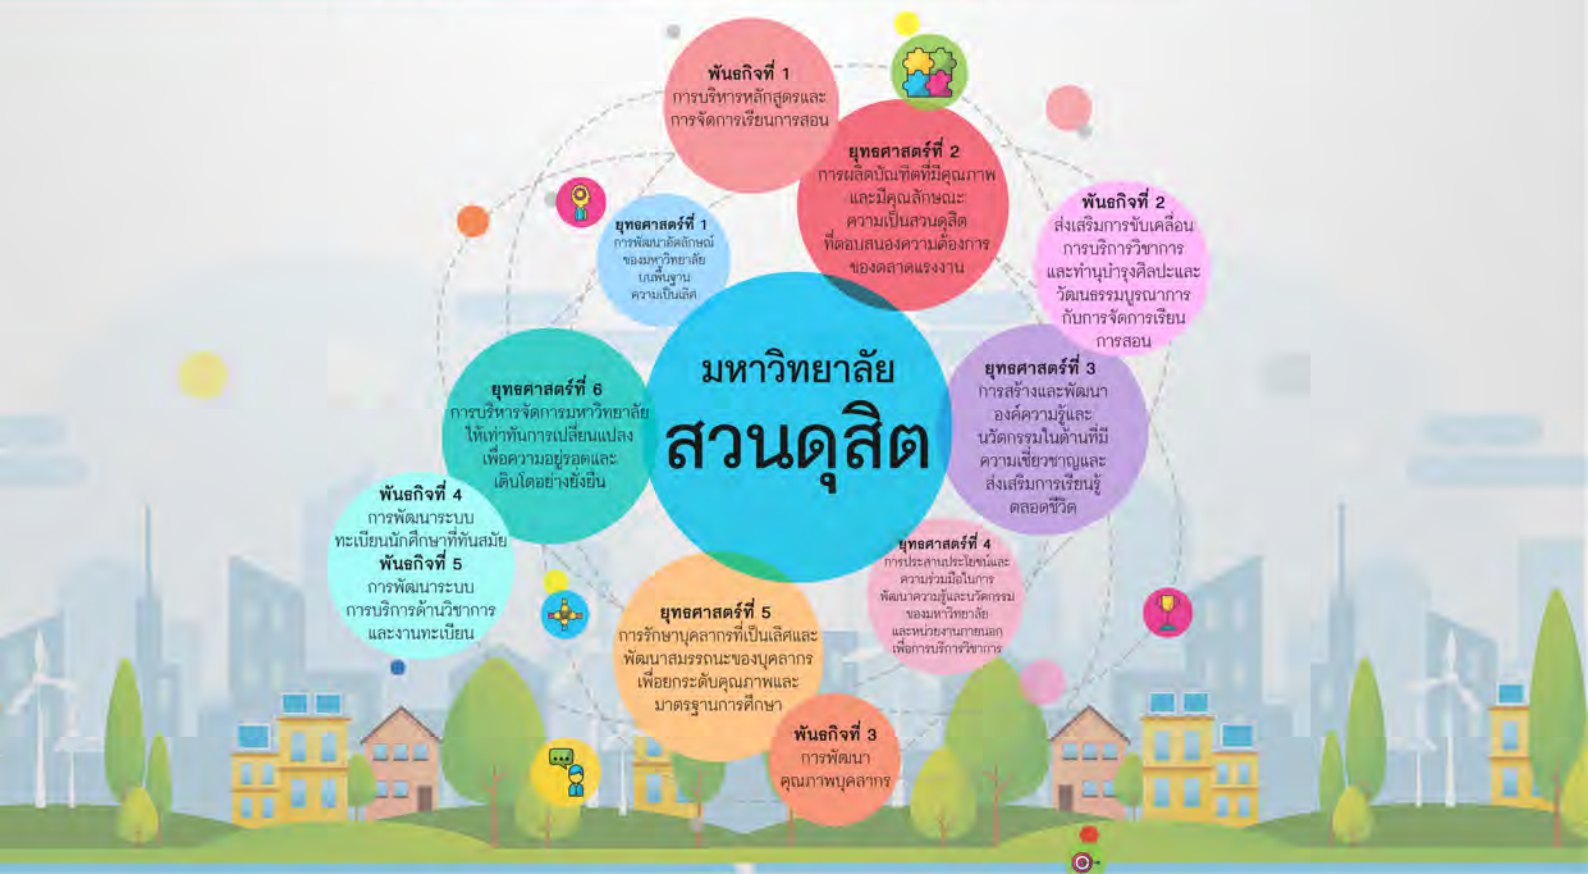 พันธกิจที่ 1
การบริหารหลักสูตรและ
การจัดการเรียนการสอน
ยุทธศาสตร์ที่ 2
การผลิตบัณฑิตที่มีคุณภาพ
และมีคุณลักษณะ
ความเป็นสวนดุสิต
ที่ตอบสนองความต้องการ
ของตลาดแรงงาน
พันธกิจที่ 2
ส่งเสริมการขับเคลื่อน
การบริการวิชาการ
และทำนุบำรุงศิลปะและ
วัฒนธรรมบูรณาการ
กับการจัดการเรียน
การสอน
ยุทธศาสตร์ที่ 1
การพัฒนาอัตลักษณ์
ของมหาวิทยาลัย
บนพื้นฐาน
ความเป็นเลิศ
มหาวิทยาลัย
สวนดุสิต
ยุทธศาสตร์ที่ 3
การสร้างและพัฒนา
องค์ความรู้และ
นวัตกรรมในด้านที่มี
ความเชี่ยวชาญและ
ส่งเสริมการเรียนรู้
ตลอดชีวิต
ยุทธศาสตร์ที่ 6
การบริหารจัดการมหาวิทยาลัย
ให้เท่าทันการเปลี่ยนแปลง
เพื่อความอยู่รอดและ
เติบโตอย่างยั่งยืน
พันธกิจที่ 4
การพัฒนาระบบ
ทะเบียนนักศึกษาที่ทันสมัย
พันธกิจที่ 5
การพัฒนาระบบ
การบริการด้านวิชาการ
และงานทะเบียน
ยุทธศาสตร์ที่ 4
การประสานประโยชน์และ
ความร่วมมือในการ
พัฒนาความรู้และนวัตกรรม
ของมหาวิทยาลัย
และหน่วยงานภายนอก
เพื่อการบริการวิชาการ
ยุทธศาสตร์ที่ 5
การรักษาบุคลากรที่เป็นเลิศและ
พัฒนาสมรรถนะของบุคลากร
เพื่อยกระดับคุณภาพและ
มาตรฐานการศึกษา
พันธกิจที่ 3
การพัฒนา
คุณภาพบุคลากร